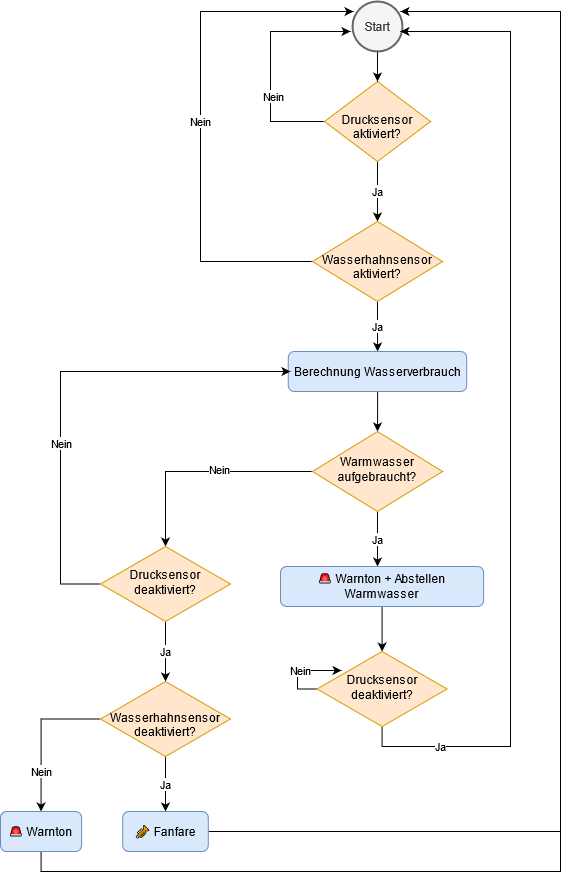 Start
Nein
Drucksensor
aktiviert?
Nein
Ja
Wasserhahnsensor
aktiviert?
Ja
Berechnung Wasserverbrauch
Nein
Warmwasser
aufgebraucht?
Nein
Ja
Drucksensor
deaktiviert?
🚨 Warnton + Abstellen
Warmwasser
Ja
Nein
Drucksensor
deaktiviert?
Wasserhahnsensor
deaktiviert?
Ja
Nein
Ja
🚨 Warnton
🎺 Fanfare